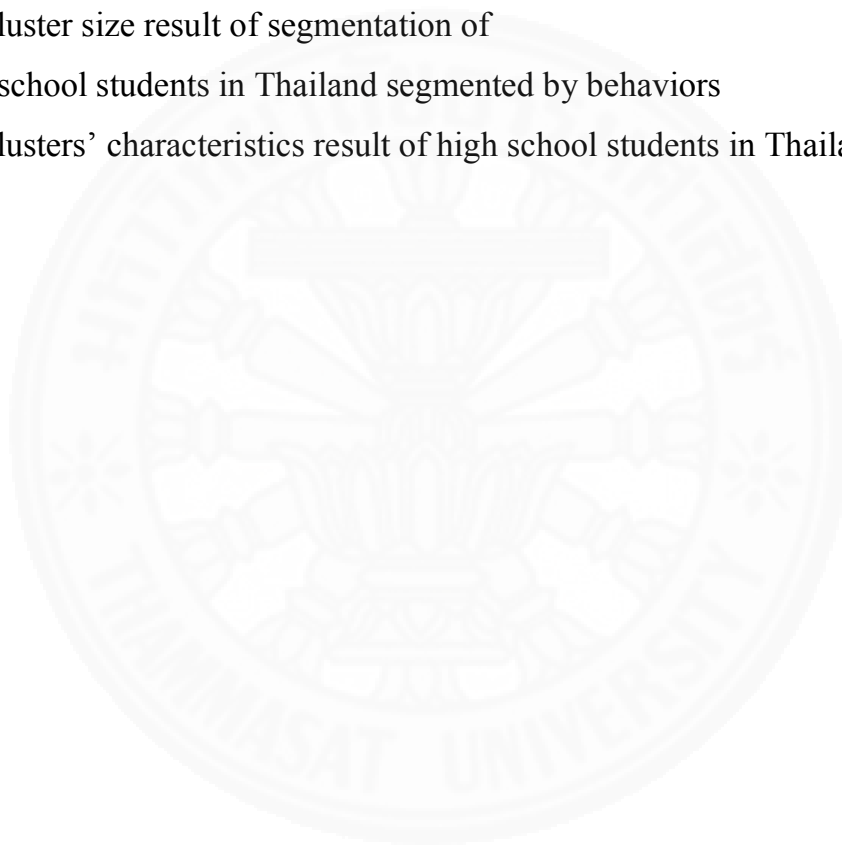 luster size result of segmentation of
school students in Thailand segmented by behaviors
lusters’ characteristics result of high school students in Thaila
THAMMASAT UNIVERSITY